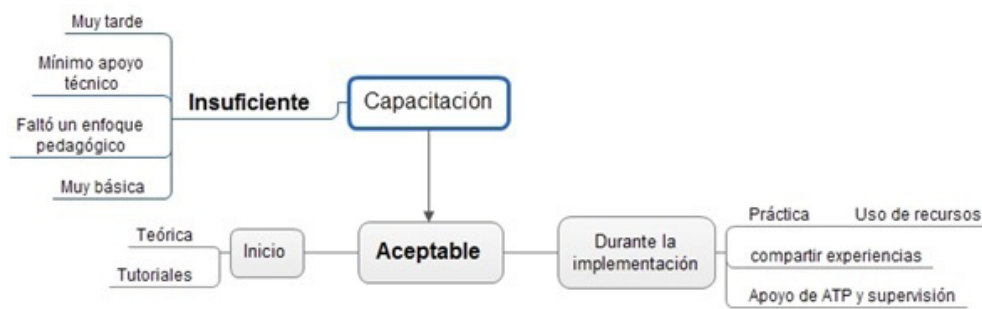 Muy tarde
Mínimo apoyo
técnico
Faltó un enfoque
pedagógico
Muy básica
Insuficiente
Capacitación
Teórica
Tutoriales
Inicio
Aceptable
Durante la
implementación
Práctica Uso de recursos
compartir experiencias
Apoyo de ATP y supervisión